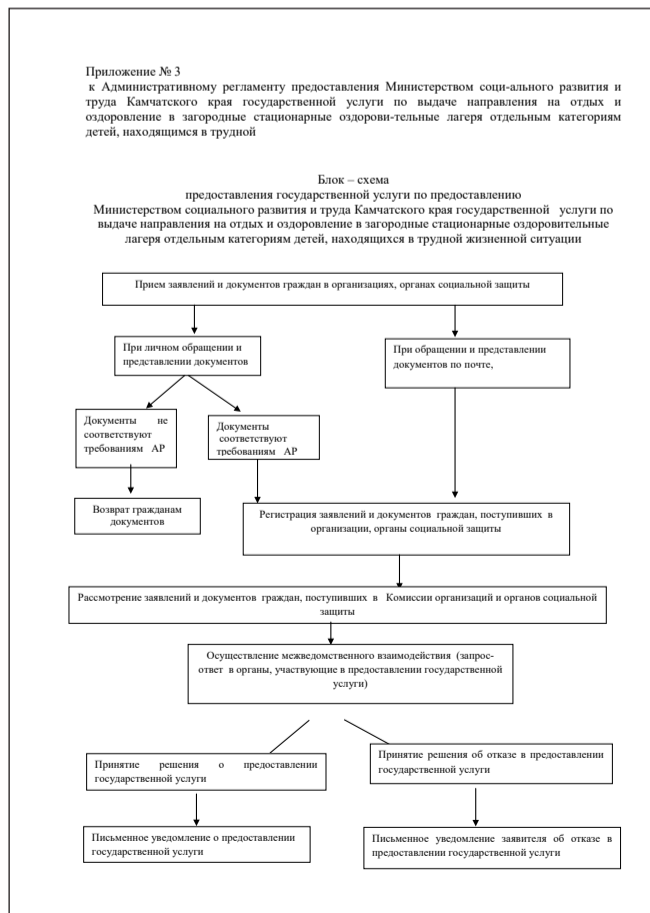 Приложение № 3
к Административному регламенту предоставления Министерством соци-ального развития и
труда Камчатского края государственной услуги по выдаче направления на отдых и
оздоровление в загородные стационарные оздорови-тельные лагеря отдельным категориям
детей, находящимся в трудной
Блок – схема
предоставления государственной услуги по предоставлению
Министерством социального развития и труда Камчатского края государственной услуги по
выдаче направления на отдых и оздоровление в загородные стационарные оздоровительные
лагеря отдельным категориям детей, находящихся в трудной жизненной ситуации
Прием заявлений и документов граждан в организациях, органах социальной защиты
При личном обращении и
представлении документов
При обращении и представлении
документов по почте,
Документы не
соответствуют
требованиям АР
Документы
соответствуют
требованиям АР
Возврат гражданам
документов
Регистрация заявлений и документов граждан, поступивших в
организации, органы социальной защиты
Рассмотрение заявлений и документов граждан, поступивших в Комиссии организаций и органов социальной
защиты
Осуществление межведомственного взаимодействия (запрос-
ответ в органы, участвующие в предоставлении государственной
услуги)
Принятие решения о предоставлении
государственной услуги
Принятие решения об отказе в предоставлении
государственной услуги
Письменное уведомление о предоставлении
государственной услуги
Письменное уведомление заявителя об отказе в
предоставлении государственной услуги